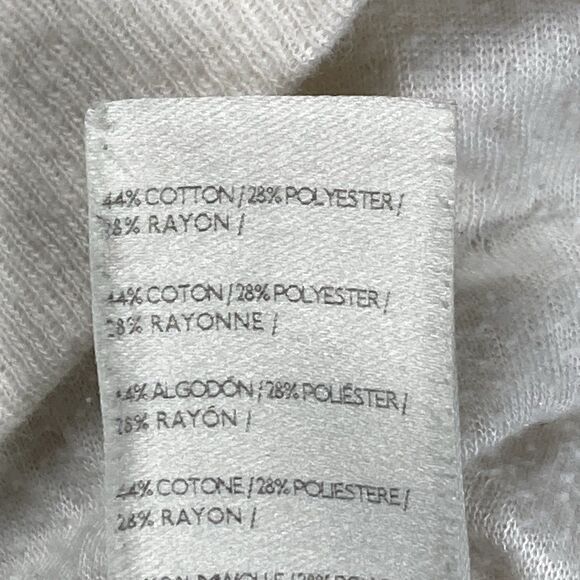 44% COTTON / 28% POLYESTER /
28% RAYON /
44% COTON / 28% POLYESTER /
28% RAYONNE /
44% ALGODÓN / 28% POLIÉSTER /
28% RAYÓN /
44% COTONE / 28% POLIESTERE /
28% RAYON /